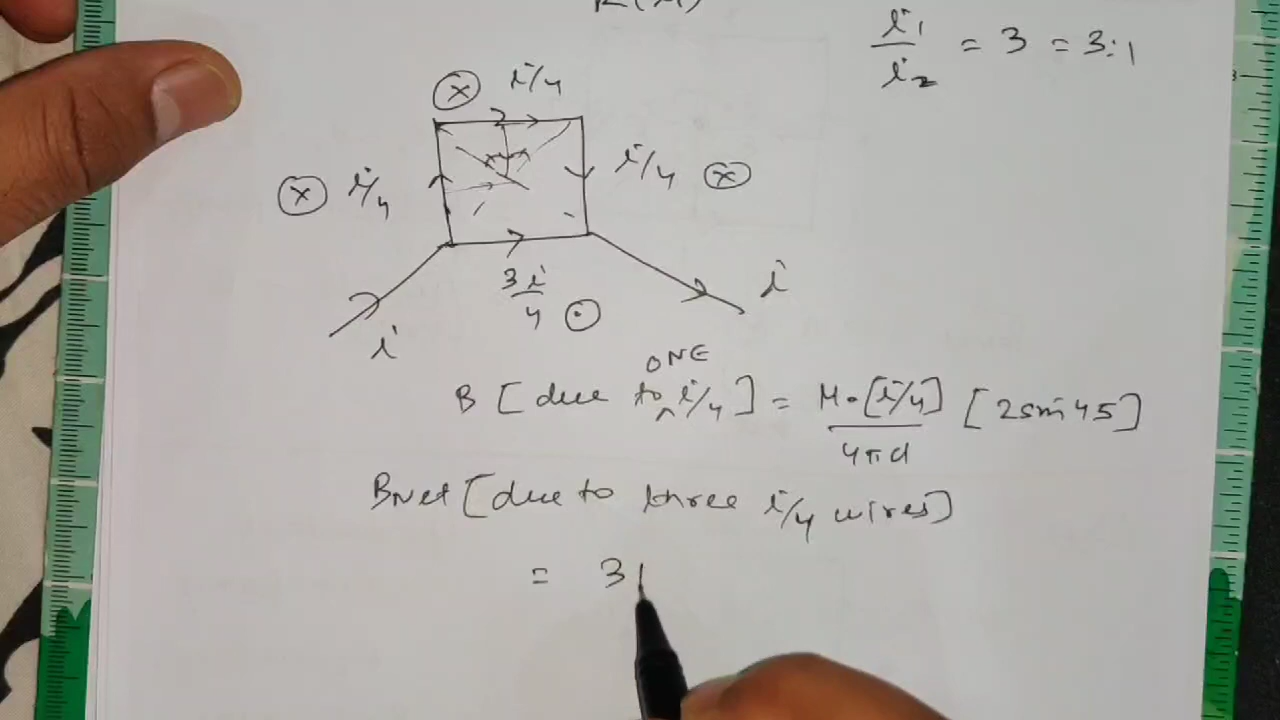 i₁/i₂ = 3 = 3:1
ⓧ i/4
ⓧ i/4
i/4 ⓧ
3i/4 ⊙
i
i
ONE
B [due to ^ i/4] = μ₀[i/4]/4πd [2sin45]
BNet [due to three i/4 wires]
= 3